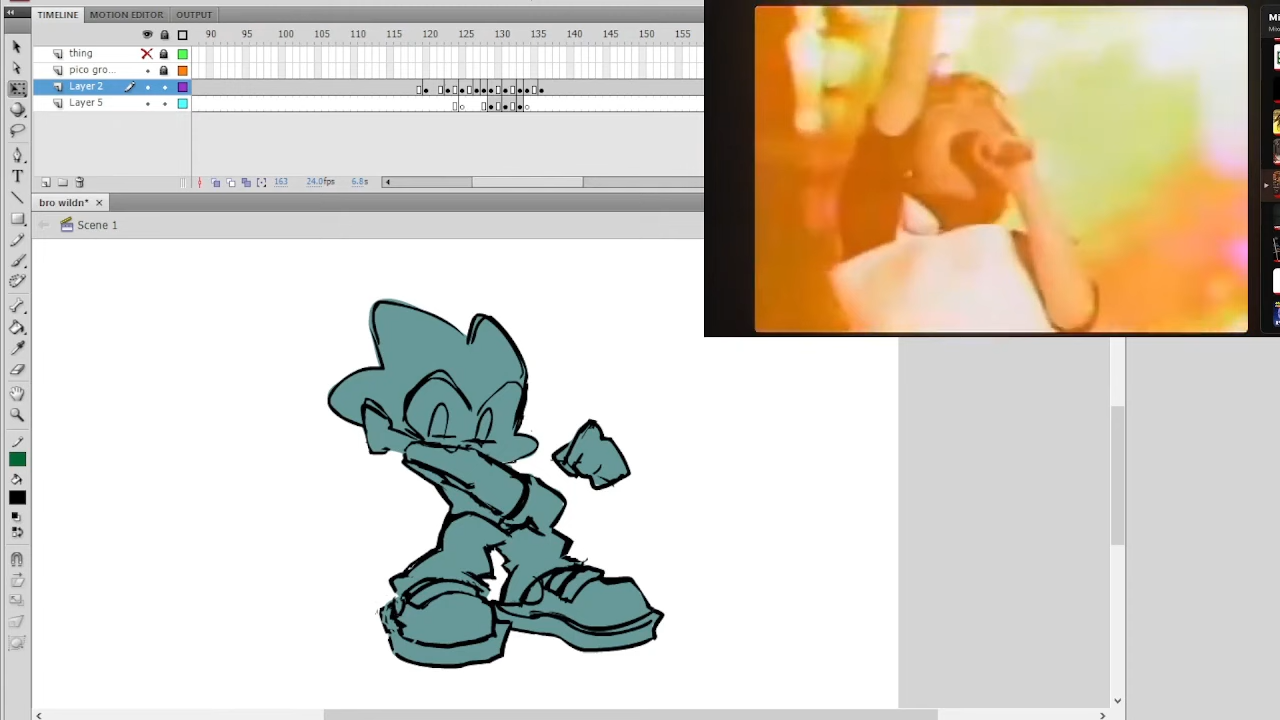 TIMELINE MOTION EDITOR OUTPUT
90 95 100 105 110 115 120 125 130 135 140 145 150 155
thing
pico gro...
Layer 2
Layer 5
163 24.0fps 6.8s
bro wildn*
Scene 1
T
Mi